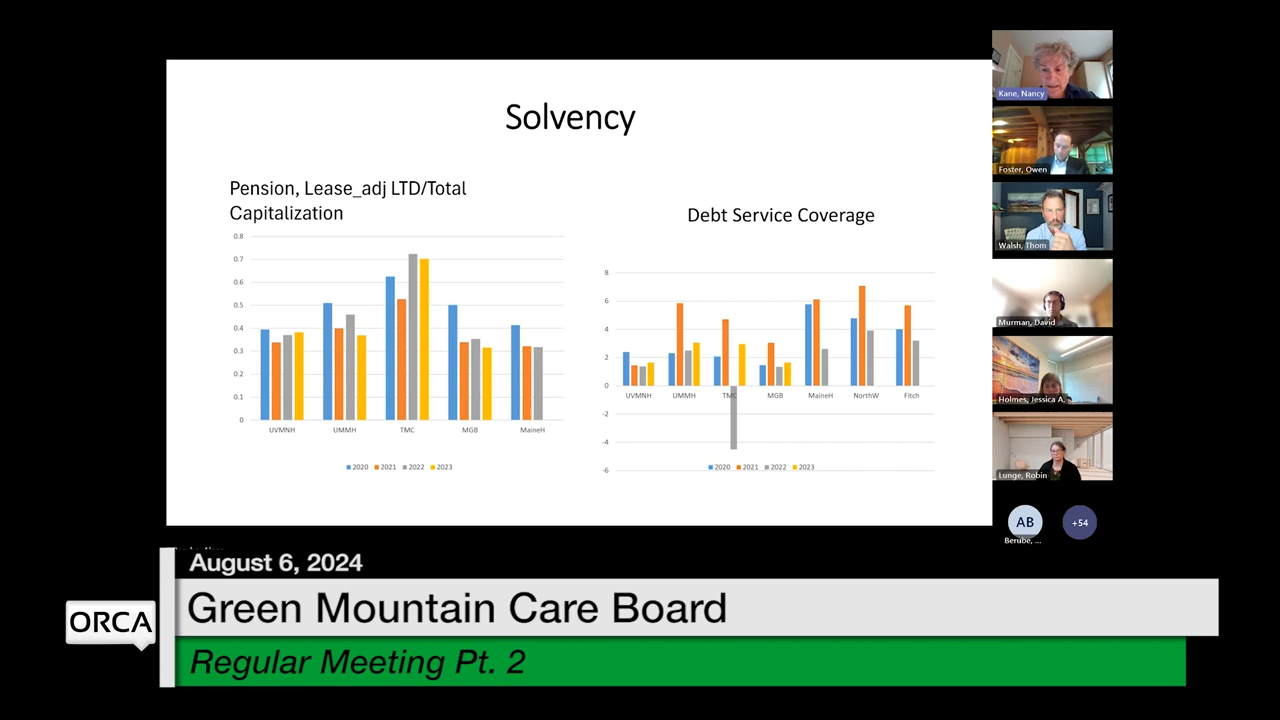 Solvency
Pension, Lease_adj LTD/Total
Capitalization
0.8
0.7
0.6
0.5
0.4
0.3
0.2
0.1
0
UVMNH
UMMH
TMC
MGB
MaineH
2020
2021
2022
2023
Debt Service Coverage
8
6
4
2
0
-2
-4
-6
UVMNH
UMMH
TMC
MGB
MaineH
NorthW
Fitch
2020
2021
2022
2023
Kane, Nancy
Foster, Owen
Walsh, Thom
Murman, David
Holmes, Jessica A.
Lunge, Robin
AB
+54
Berube, ...
August 6, 2024
ORCA
Green Mountain Care Board
Regular Meeting Pt. 2